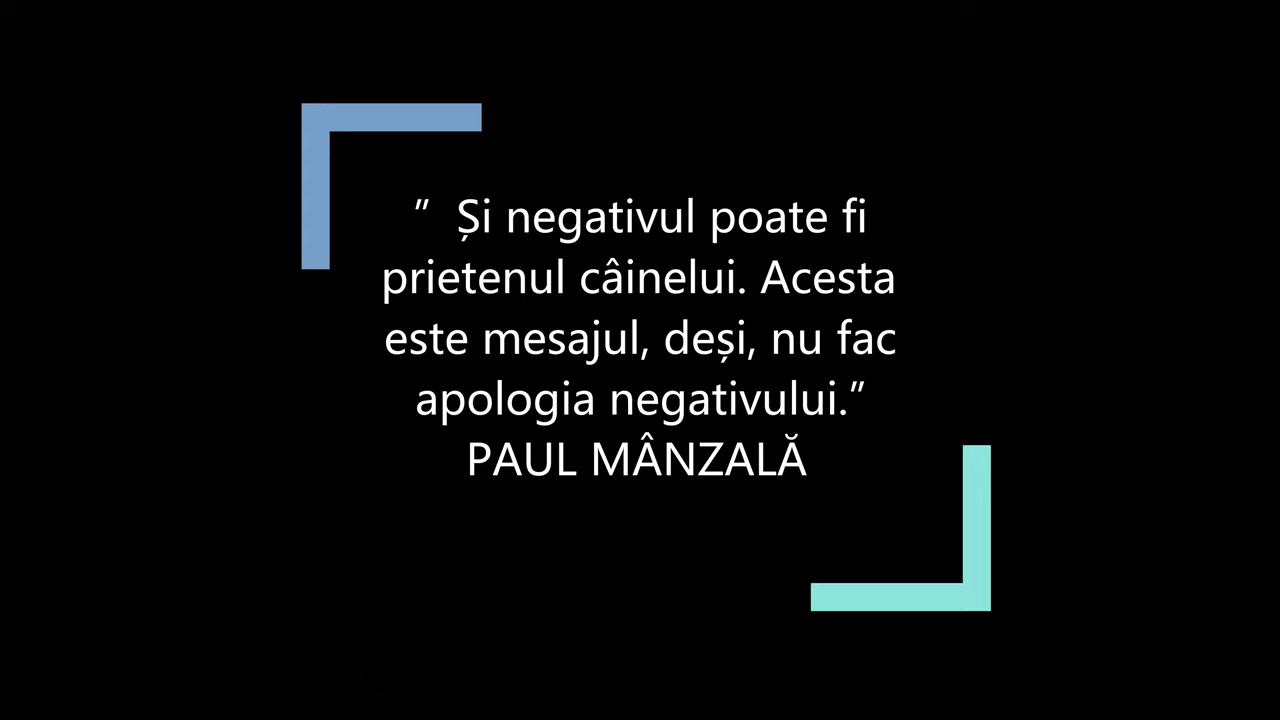 ” Și negativul poate fi
prietenul câinelui. Acesta
este mesajul, deși, nu fac
apologia negativului.”
PAUL MÂNZALĂ